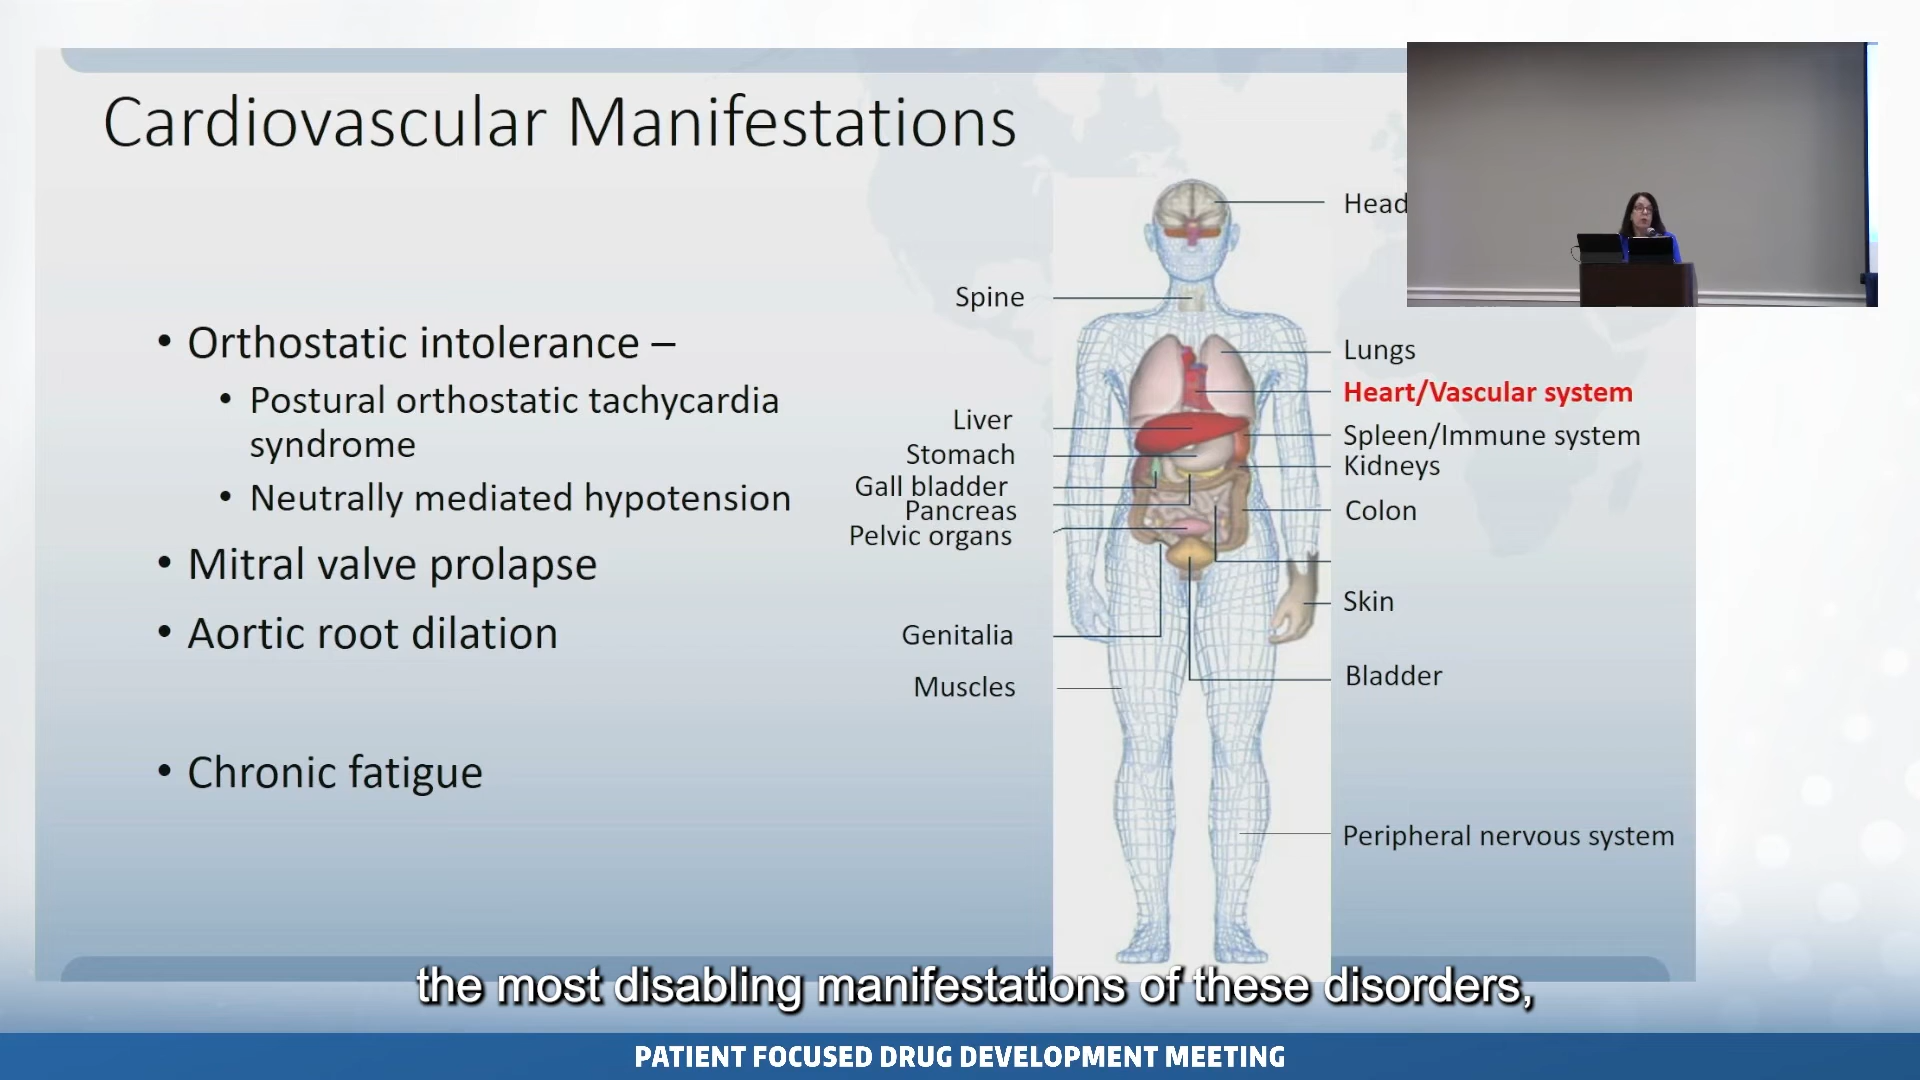 Cardiovascular Manifestations
• Orthostatic intolerance –
• Postural orthostatic tachycardia
syndrome
• Neutrally mediated hypotension
• Mitral valve prolapse
• Aortic root dilation
• Chronic fatigue
Head
Spine
Lungs
Heart/Vascular system
Liver
Spleen/Immune system
Stomach
Kidneys
Gall bladder
Pancreas
Colon
Pelvic organs
Skin
Genitalia
Bladder
Muscles
Peripheral nervous system
the most disabling manifestations of these disorders,
PATIENT FOCUSED DRUG DEVELOPMENT MEETING